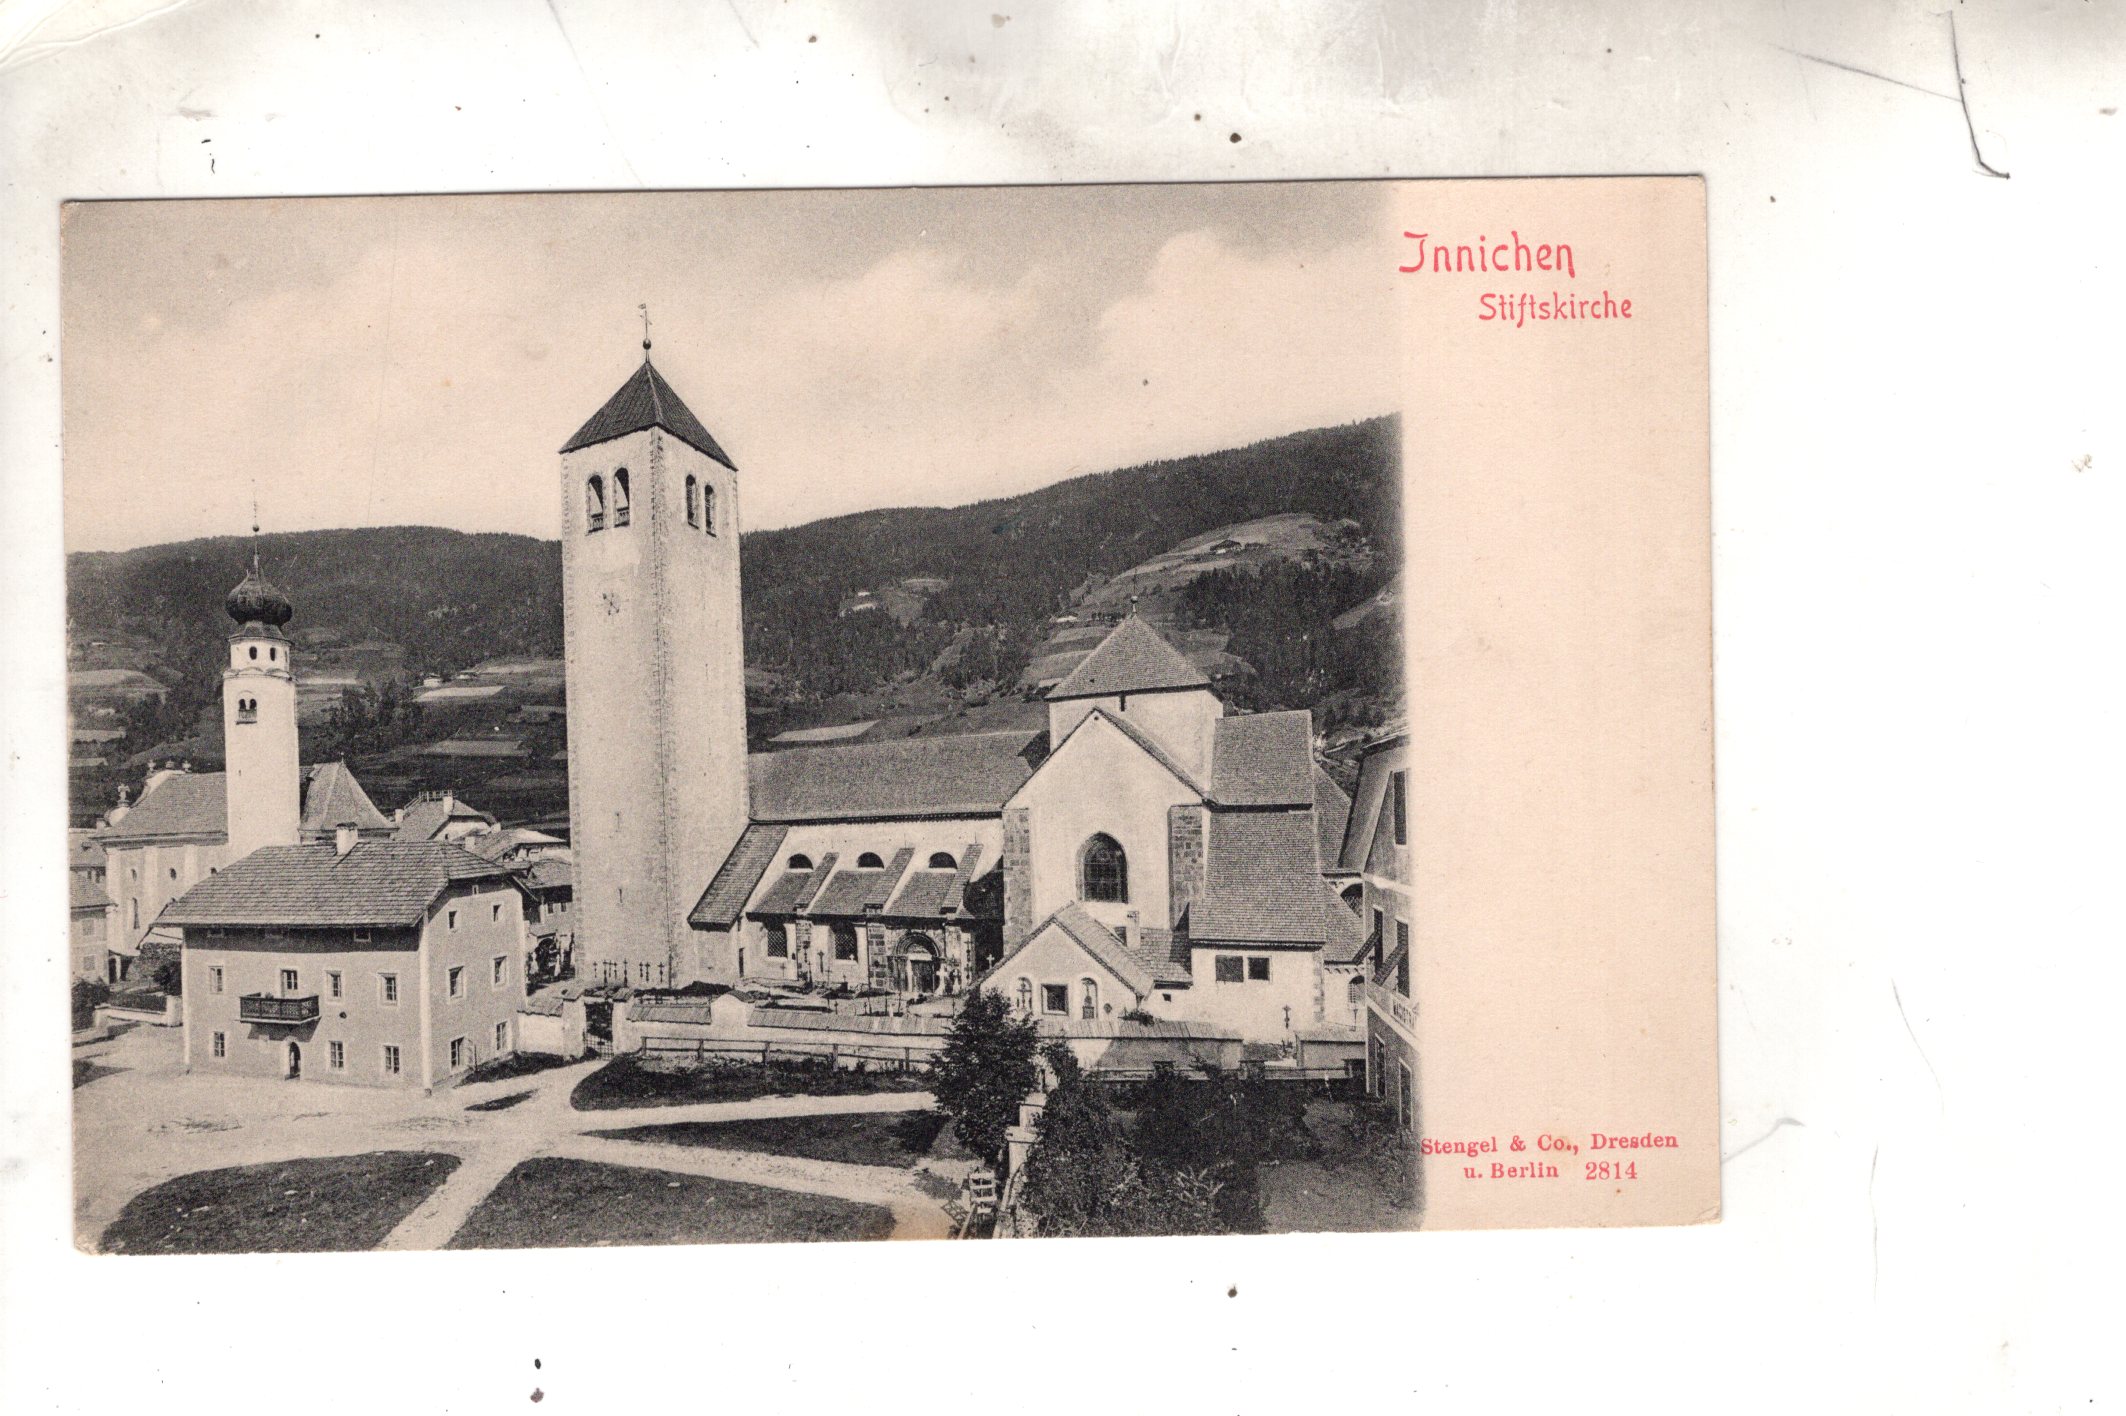 Innichen
Stiftskirche
Stengel & Co., Dresden
u. Berlin 2814